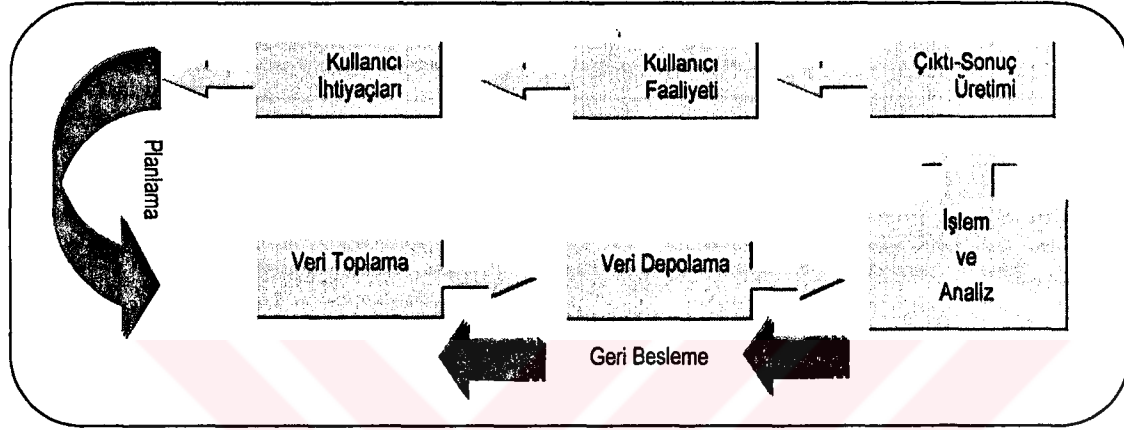 Kullanıcı
İhtiyaçları
Kullanıcı
Faaliyeti
Çıktı-Sonuç
Üretimi
Planlama
Veri Toplama
Veri Depolama
İşlem
ve
Analiz
Geri Besleme